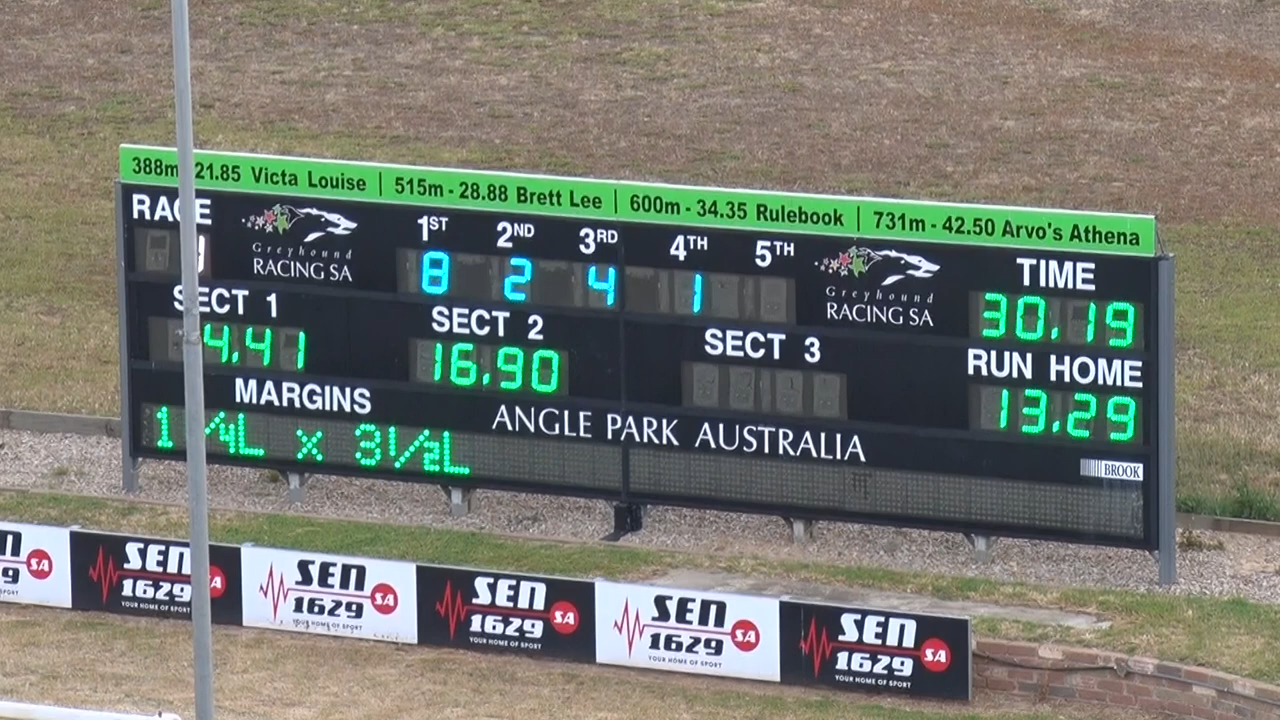 388m 21.85 Victa Louise | 515m - 28.88 Brett Lee | 600m - 34.35 Rulebook | 731m - 42.50 Arvo's Athena
RACE
Greyhound
RACING SA
1ST 2ND 3RD 4TH 5TH
8 2 4 1
Greyhound
RACING SA
TIME
30.19
SECT 1
4.41
SECT 2
16.90
SECT 3
RUN HOME
13.29
MARGINS
1 /4L x 31/2L
ANGLE PARK AUSTRALIA
BROOK
9 SA
SEN
1629 SA
YOUR HOME OF SPORT
SEN
1629 SA
YOUR HOME OF SPORT
SEN
1629 SA
YOUR HOME OF SPORT
SEN
1629 SA
YOUR HOME OF SPORT
SEN
1629 SA
YOUR HOME OF SPORT